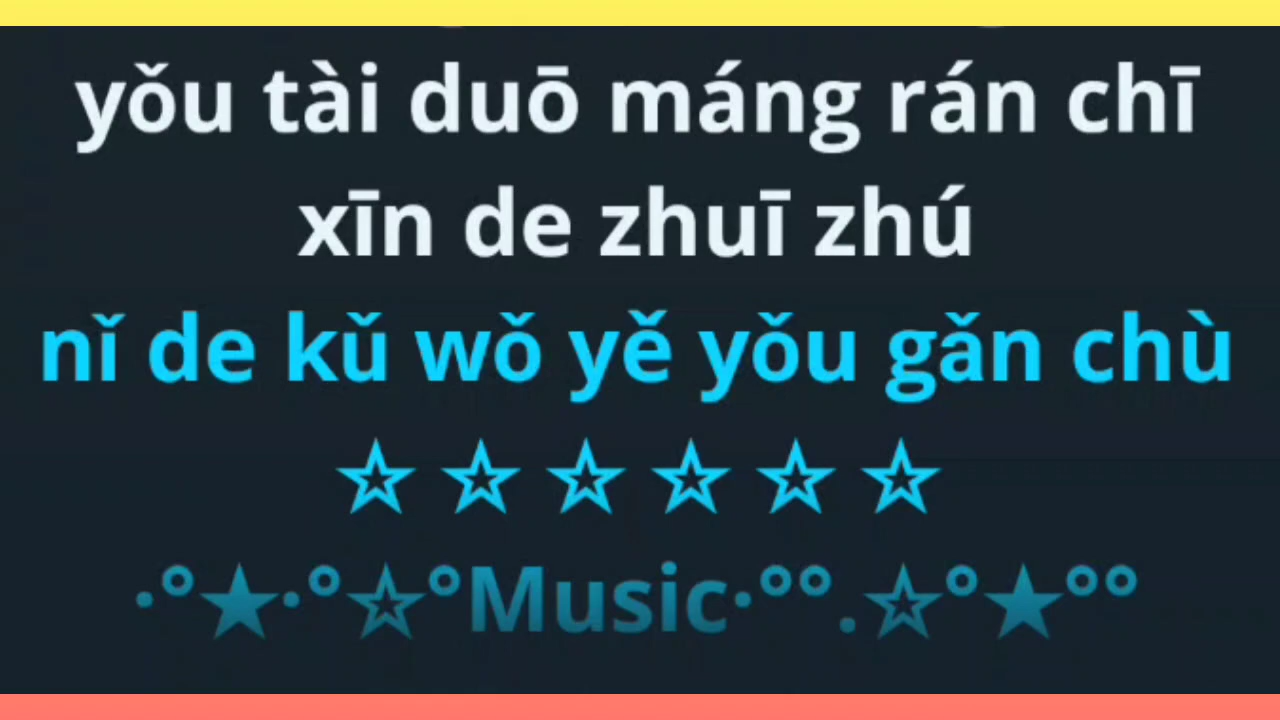 yǒu tài duō máng rán chī
xīn de zhuī zhú
nǐ de kǔ wǒ yě yǒu gǎn chù
☆ ☆ ☆ ☆ ☆ ☆
·°★·°☆°Music·°°.☆°★°°